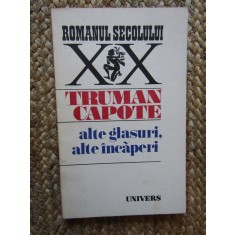 ROMANUL SECOLULUI
XX
TRUMAN
CAPOTE
alte glasuri,
alte încăperi
UNIVERS